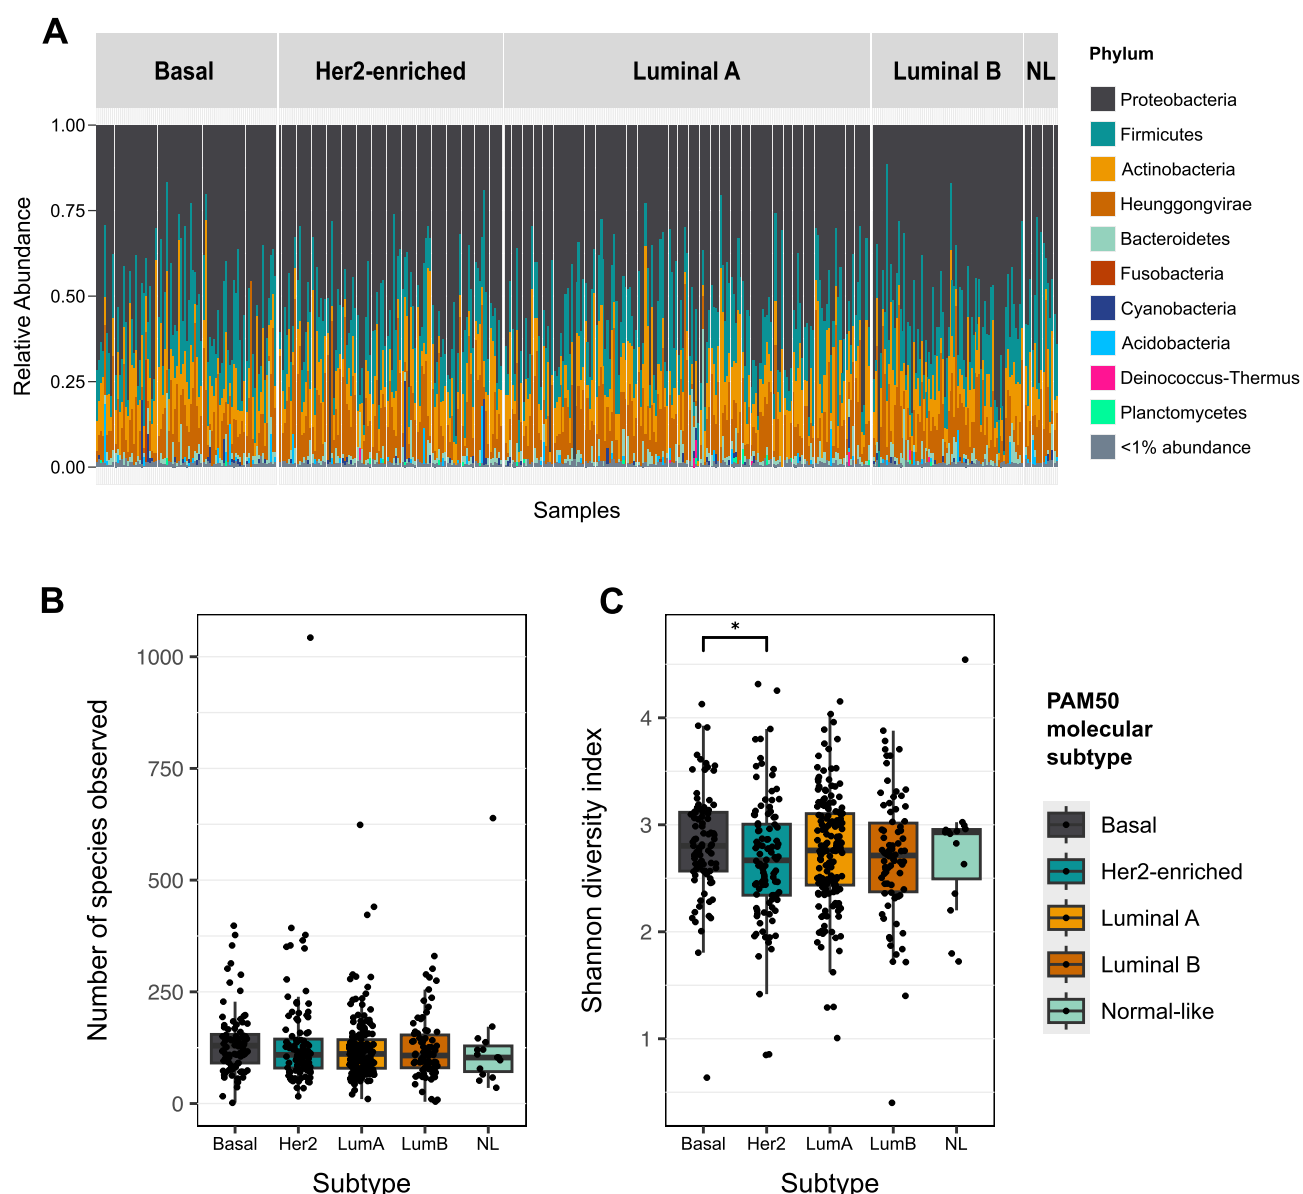 A
Basal
Her2-enriched
Luminal A
Luminal B
NL
Phylum
Proteobacteria
Firmicutes
Actinobacteria
Heunggongvirae
Bacteroidetes
Fusobacteria
Cyanobacteria
Acidobacteria
Deinococcus-Thermus
Planctomycetes
<1% abundance
Relative Abundance
1.00
0.75
0.50
0.25
0.00
Samples
B
Number of species observed
1000
750
500
250
0
Basal
Her2
LumA
LumB
NL
Subtype
C
Shannon diversity index
*
4
3
2
1
Basal
Her2
LumA
LumB
NL
Subtype
PAM50
molecular
subtype
Basal
Her2-enriched
Luminal A
Luminal B
Normal-like